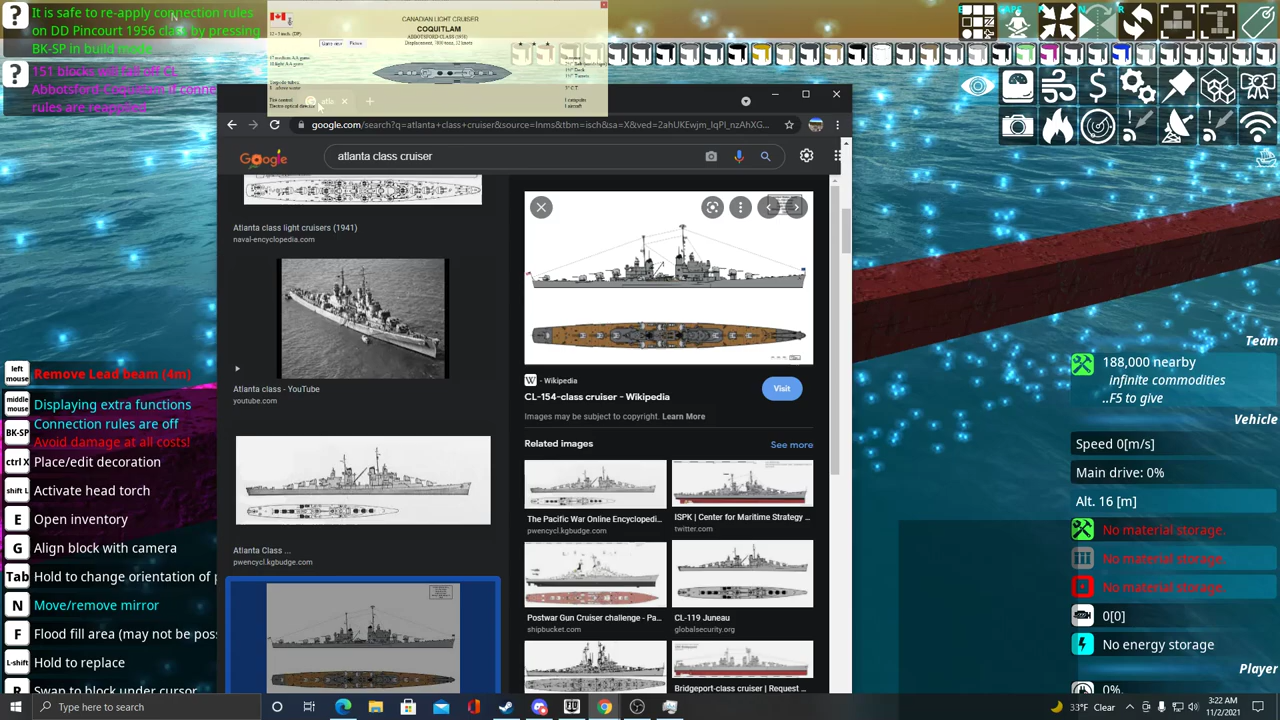 It is safe to re-apply connection rules
on DD Pincourt 1956 class by pressing
BK-SP in build mode
151 blocks will fall off CL
Abbotsford Coquitlam if conne
rules are reapplied
CANADIAN LIGHT CRUISER
COQUITLAM
google.com/search?q=atlanta+class+cruiser&source=lnms&tbm=isch&sa=X&ved=2ahUKEwjm_IqPl_nzAhXG...
Google
atlanta class cruiser
Atlanta class light cruisers (1941)
naval-encyclopedia.com
Atlanta class - YouTube
youtube.com
Atlanta Class ...
pwencycl.kgbudge.com
W - Wikipedia
CL-154-class cruiser - Wikipedia
Visit
Images may be subject to copyright. Learn More
Related images
See more
The Pacific War Online Encyclopedi...
pwencycl.kgbudge.com
ISPK | Center for Maritime Strategy ...
twitter.com
Postwar Gun Cruiser challenge - Pa...
shipbucket.com
CL-119 Juneau
globalsecurity.org
Bridgeport-class cruiser | Request ...
left mouse
Remove Lead beam (4m)
middle mouse
Displaying extra functions
Connection rules are off
BK-SP
Avoid damage at all costs!
ctrl X
Place/edit decoration
shift L
Activate head torch
E
Open inventory
G
Align block with camera
Tab
Hold to change orientation of p
N
Move/remove mirror
F
Flood fill area (may not be pos
L-shift
Hold to replace
R
Swap to block under cursor
Team
188,000 nearby
Infinite commodities
..F5 to give
Vehicle
Speed 0[m/s]
Main drive: 0%
Alt. 16 [m]
No material storage.
No material storage.
No material storage.
0[0]
No energy storage
Player
0%
Type here to search
33°F Clear
3:22 AM
11/2/2021